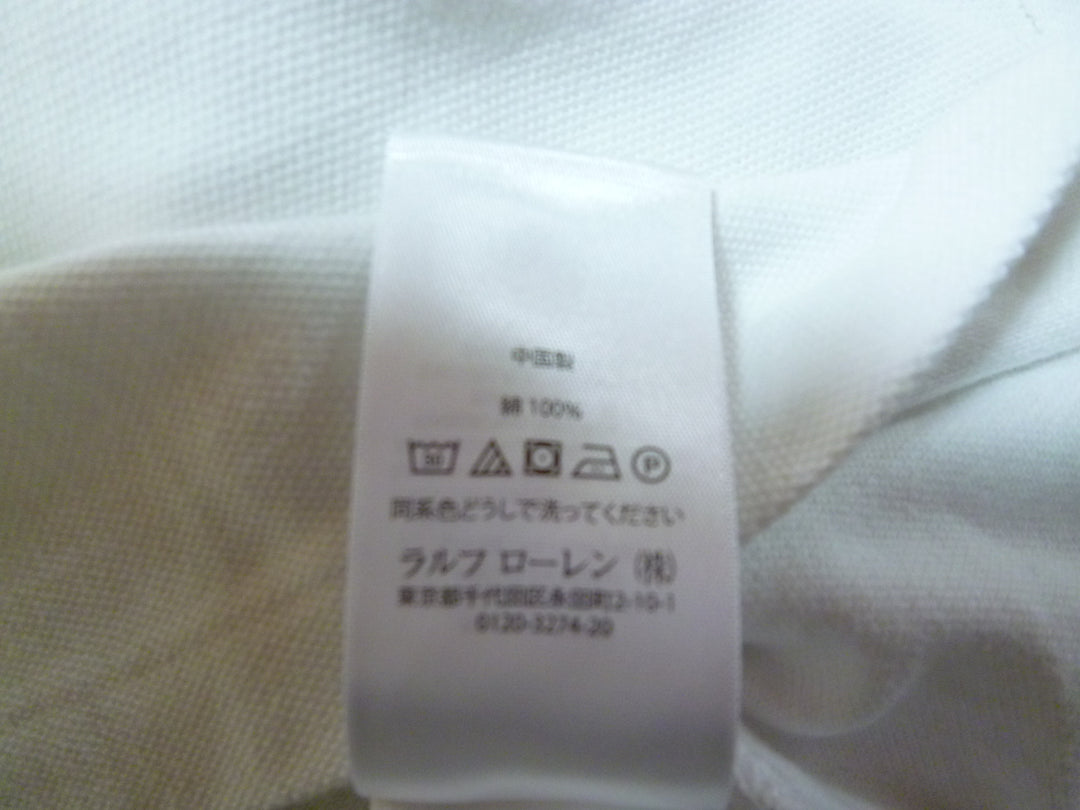 中国製
綿 100%
30 P
同系色どうしで洗ってください
ラルフ ローレン (株)
東京都千代田区永田町2-10-1
0120-3274-20